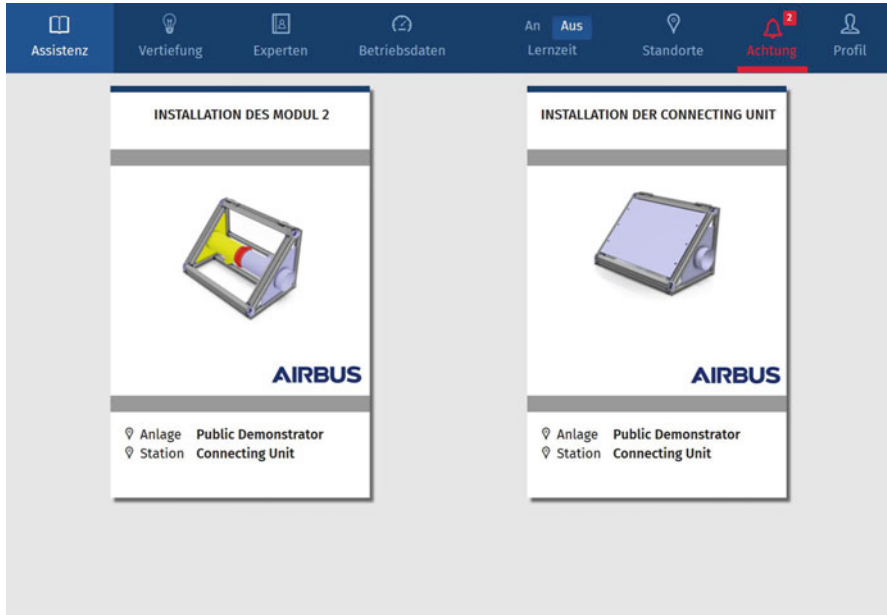 Assistenz
Vertiefung
Experten
Betriebsdaten
An Aus
Lernzeit
Standorte
2
Achtung
Profil
INSTALLATION DES MODUL 2
AIRBUS
Anlage Public Demonstrator
Station Connecting Unit
INSTALLATION DER CONNECTING UNIT
AIRBUS
Anlage Public Demonstrator
Station Connecting Unit